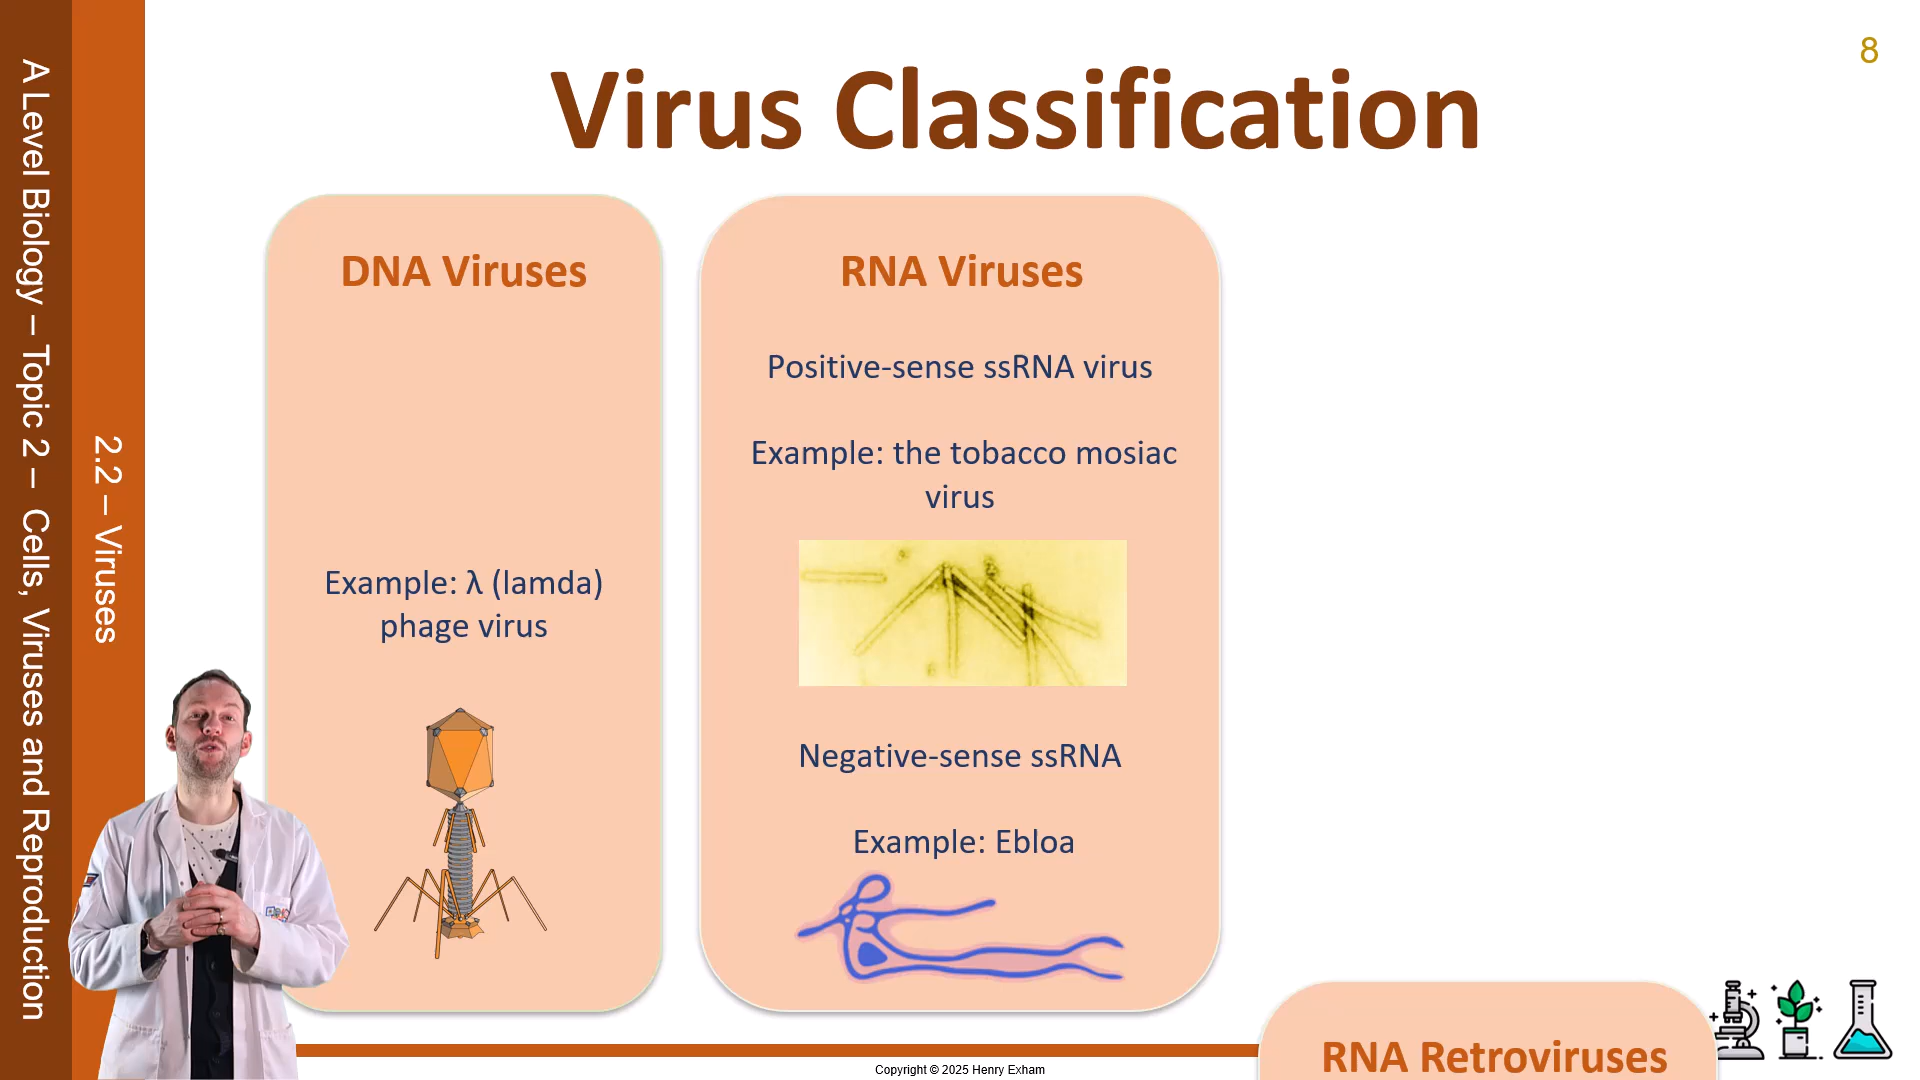 A Level Biology – Topic 2 – Cells, Viruses and Reproduction
2.2 – Viruses
8
Virus Classification
DNA Viruses
Example: λ (lamda)
phage virus
RNA Viruses
Positive-sense ssRNA virus
Example: the tobacco mosiac
virus
Negative-sense ssRNA
Example: Ebloa
RNA Retroviruses
Copyright © 2025 Henry Exham